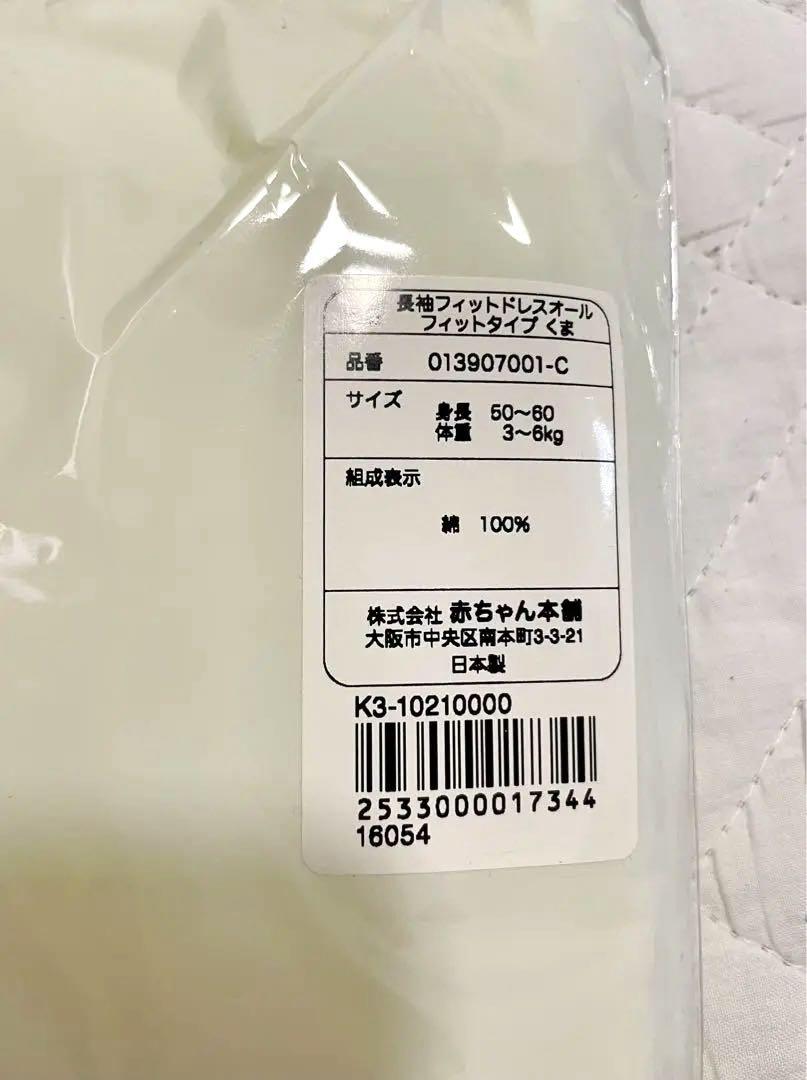 長袖フィットドレスオール
フィットタイプ くま
品番 013907001-C
サイズ 身長 50～60
体重 3～6kg
組成表示
綿 100%
株式会社 赤ちゃん本舗
大阪市中央区南本町3-3-21
日本製
K3-10210000
2533000017344
16054